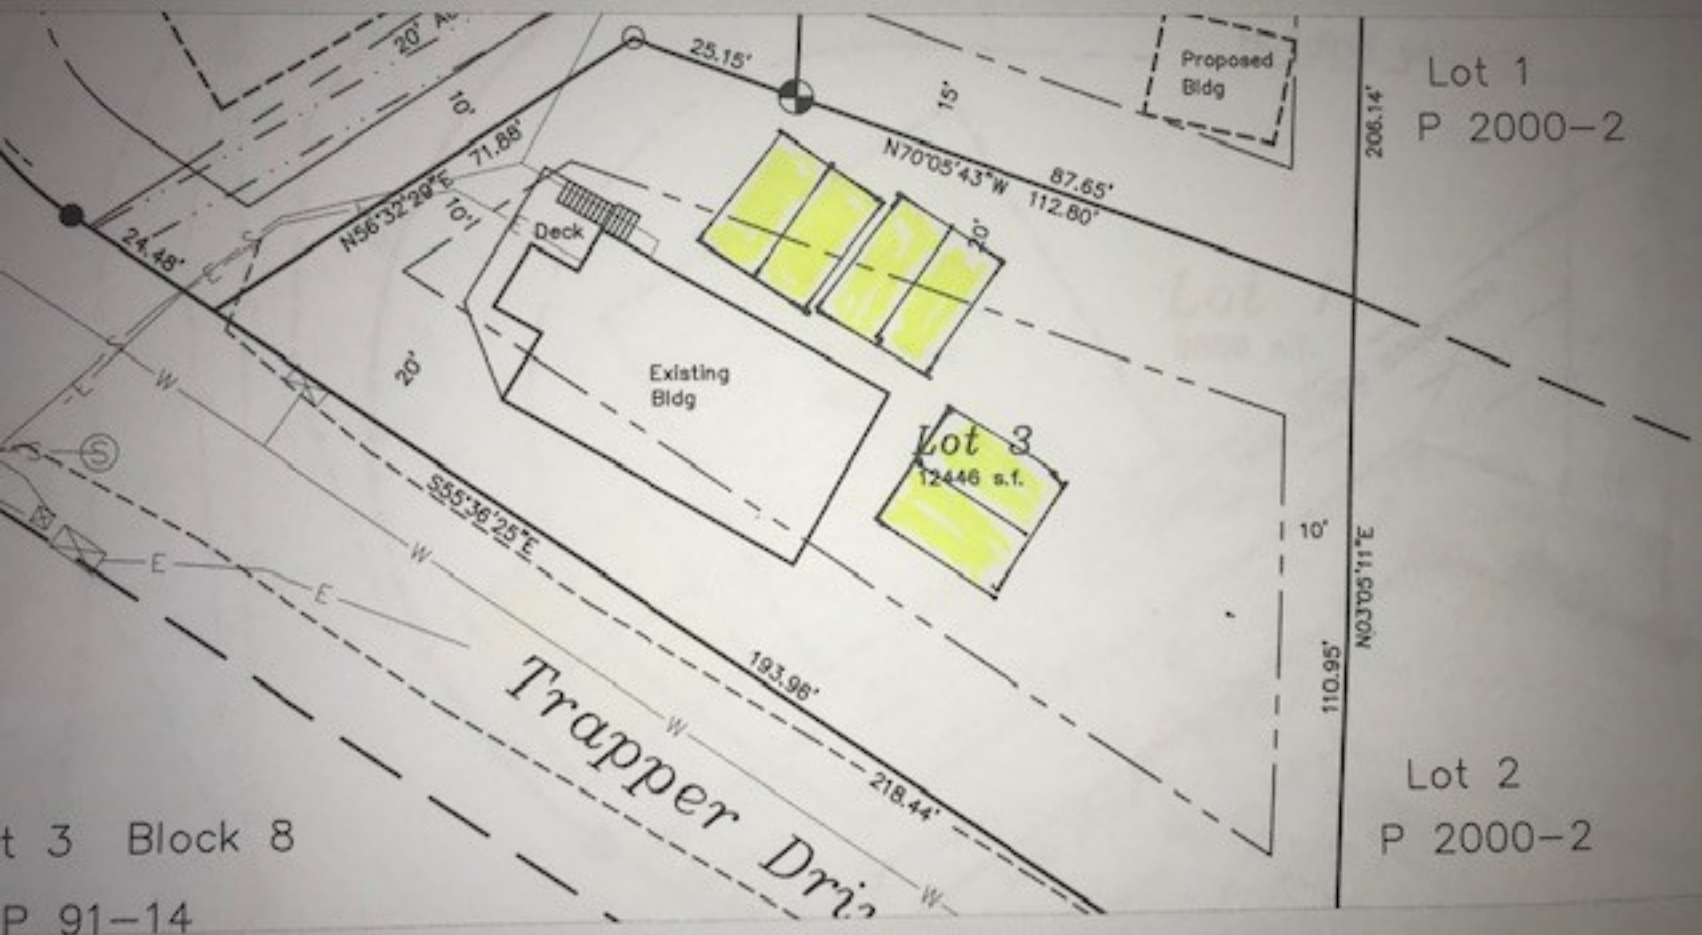 20'
25.15'
Proposed
Bldg
Lot 1
P 2000-2
206.14'
10'
15'
71.88'
N70°05'43"W
87.65'
112.80'
N56°32'29"E
10'
Deck
20'
24.48'
S
E
E
W
20'
Existing
Bldg
Lot 3
12446 s.f.
S
S
E
S55°36'25"E
W
10'
N03°05'11"E
E
E
110.95'
193.96'
W
Trapper
218.44'
Lot 2
P 2000-2
t 3 Block 8
W
P 91-14